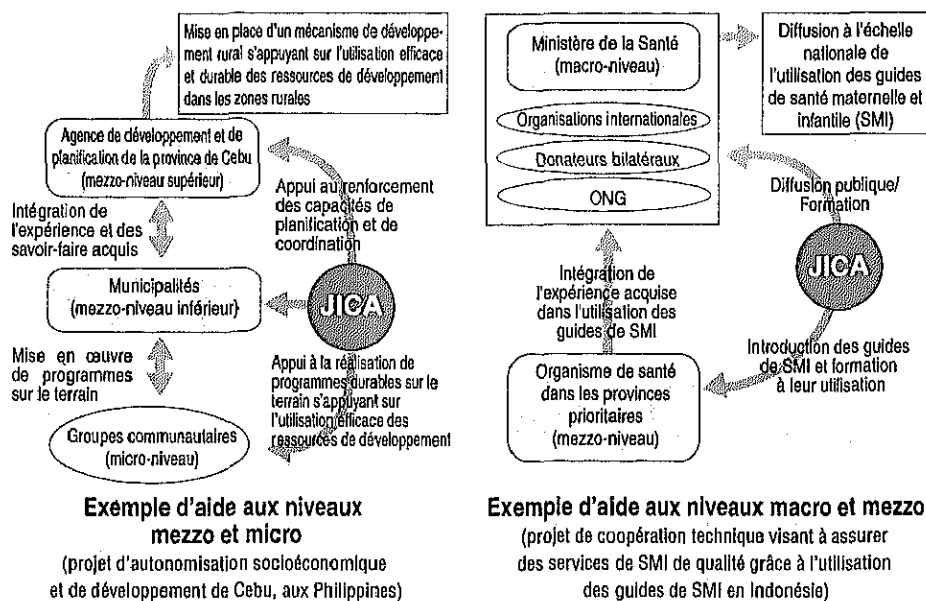 Mise en place d'un mécanisme de développe-
ment rural s'appuyant sur l'utilisation efficace
et durable des ressources de développement
dans les zones rurales
Agence de développement et de
planification de la province de Cebu
(mezzo-niveau supérieur)
Intégration de
l'expérience et des
savoir-faire acquis
Appui au renforcement
des capacités de
planification et de
coordination
Municipalités
(mezzo-niveau inférieur)
JICA
Mise en œuvre
de programmes
sur le terrain
Appui à la réalisation de
programmes durables sur le
terrain s'appuyant sur
l'utilisation efficace des
ressources de développement
Groupes communautaires
(micro-niveau)
Exemple d'aide aux niveaux
mezzo et micro
(projet d'autonomisation socioéconomique
et de développement de Cebu, aux Philippines)
Ministère de la Santé
(macro-niveau)
Organisations internationales
Donateurs bilatéraux
ONG
Diffusion à l'échelle
nationale de
l'utilisation des guides
de santé maternelle et
infantile (SMI)
Diffusion publique/
Formation
JICA
Intégration de
l'expérience acquise
dans l'utilisation des
guides de SMI
Introduction des guides
de SMI et formation
à leur utilisation
Organisme de santé
dans les provinces
prioritaires
(mezzo-niveau)
Exemple d'aide aux niveaux macro et mezzo
(projet de coopération technique visant à assurer
des services de SMI de qualité grâce à l'utilisation
des guides de SMI en Indonésie)